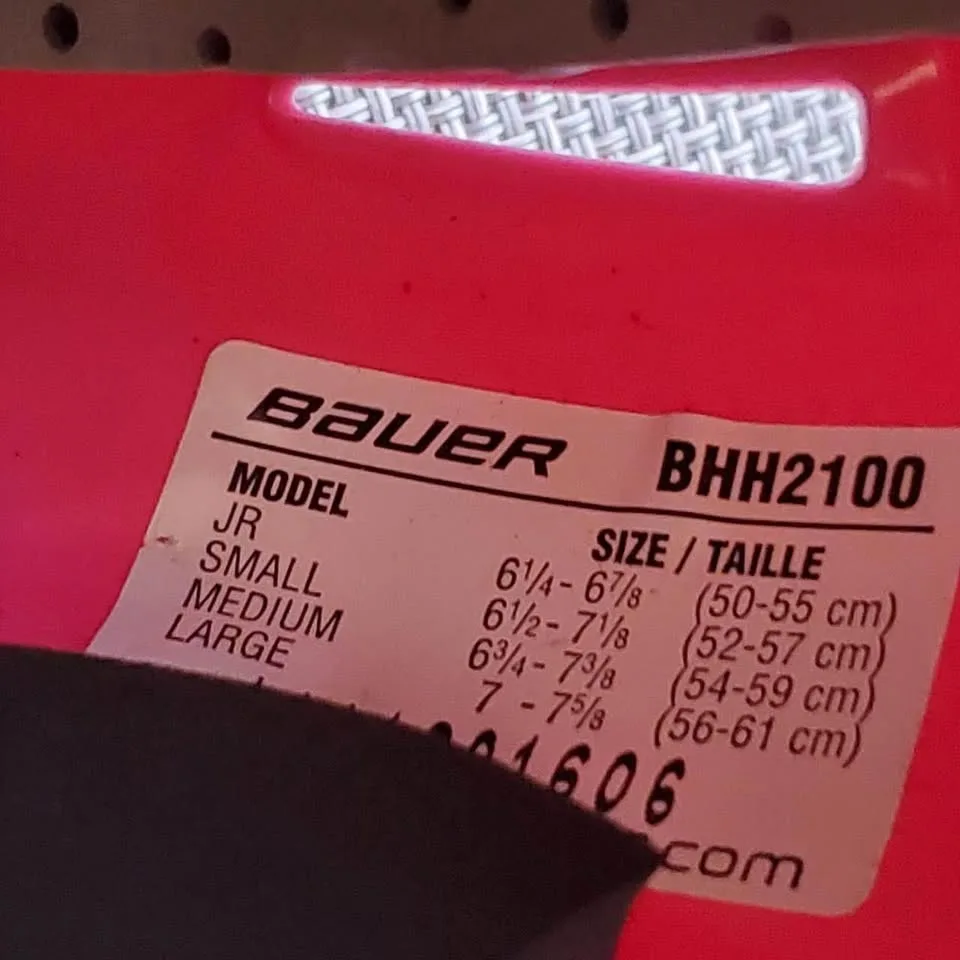 BAUER BHH2100
MODEL SIZE / TAILLE
JR 6¼ - 6⅞ (50-55 cm)
SMALL 6½ - 7⅛ (52-57 cm)
MEDIUM 6¾ - 7⅜ (54-59 cm)
LARGE 7 - 7⅝ (56-61 cm)
1606
.com